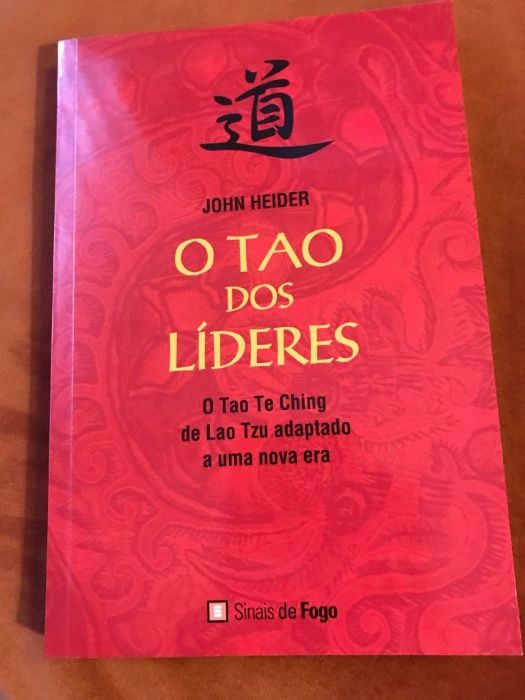 道
JOHN HEIDER
O TAO
DOS
LÍDERES
O Tao Te Ching
de Lao Tzu adaptado
a uma nova era
Sinais de Fogo